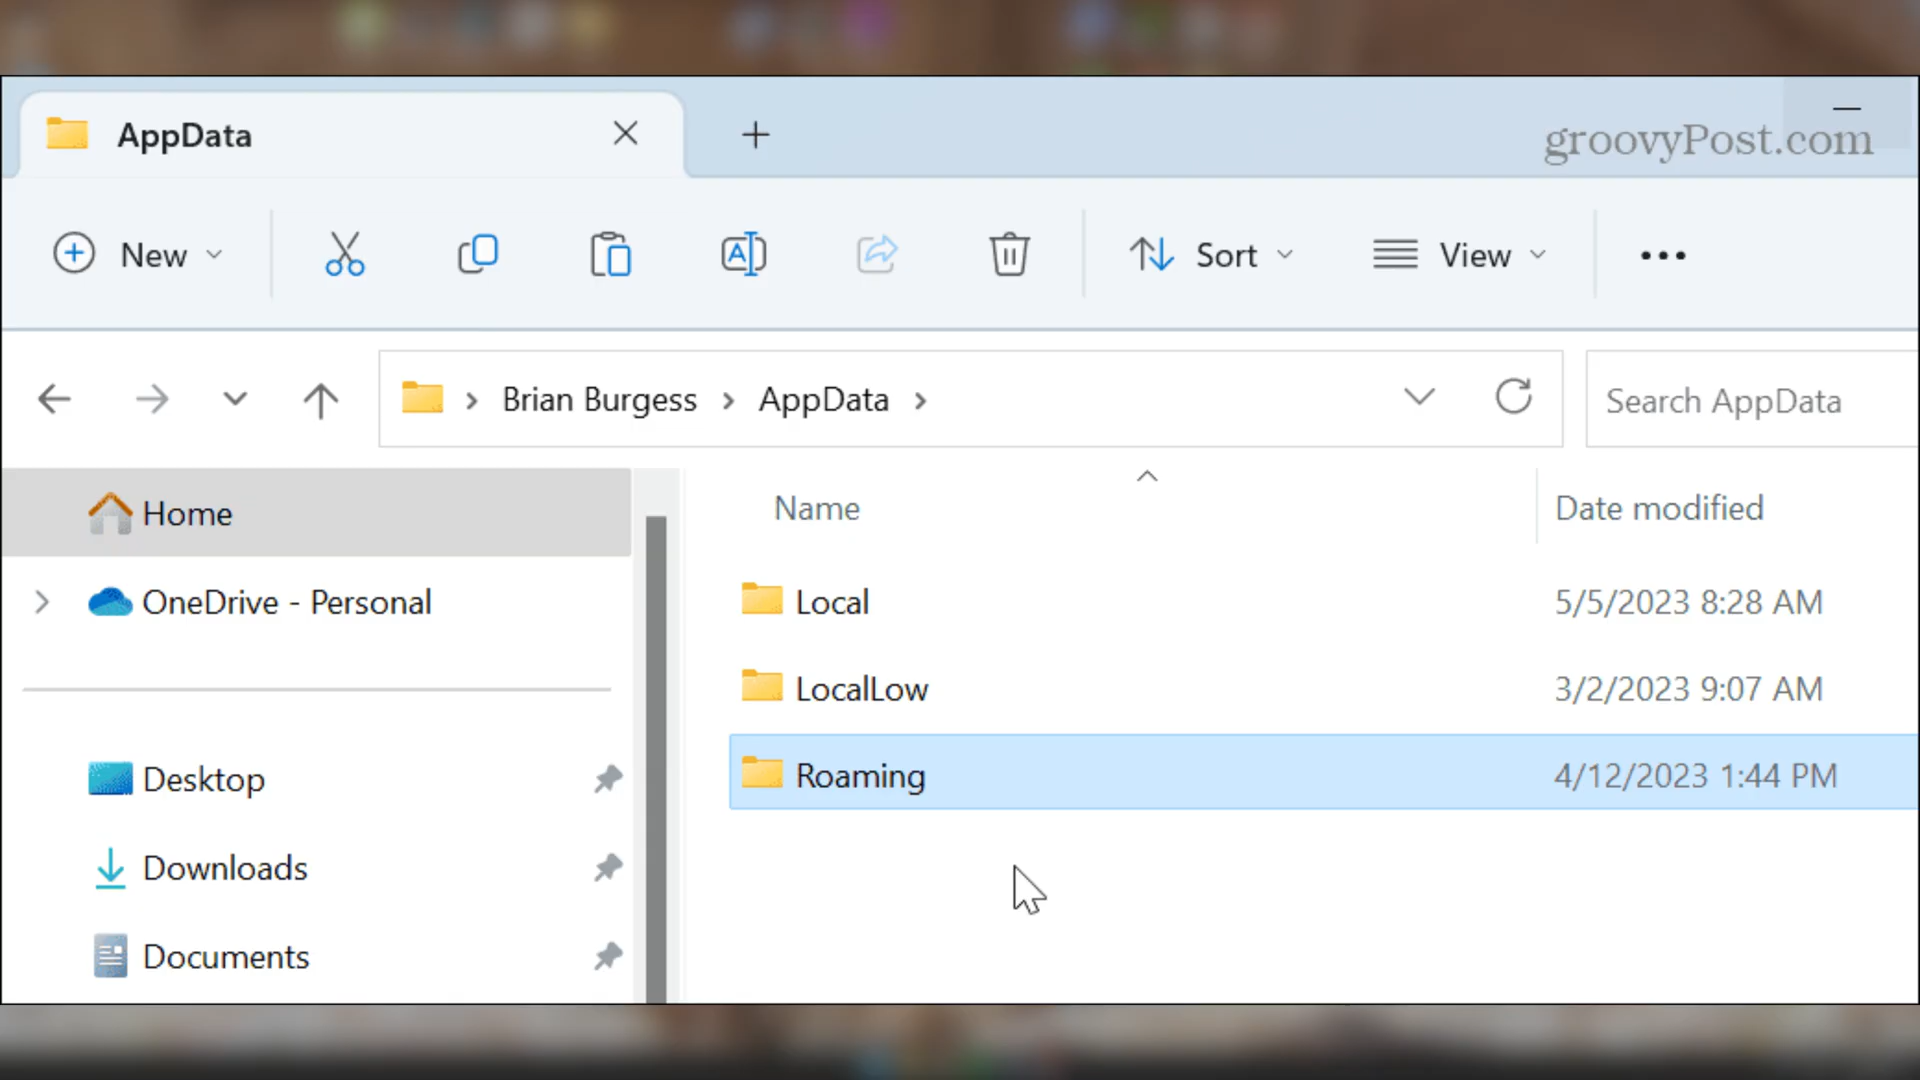 AppData
groovyPost.com
New
Sort
View
Brian Burgess
AppData
Search AppData
Home
OneDrive - Personal
Desktop
Downloads
Documents
Name
Date modified
Local
5/5/2023 8:28 AM
LocalLow
3/2/2023 9:07 AM
Roaming
4/12/2023 1:44 PM